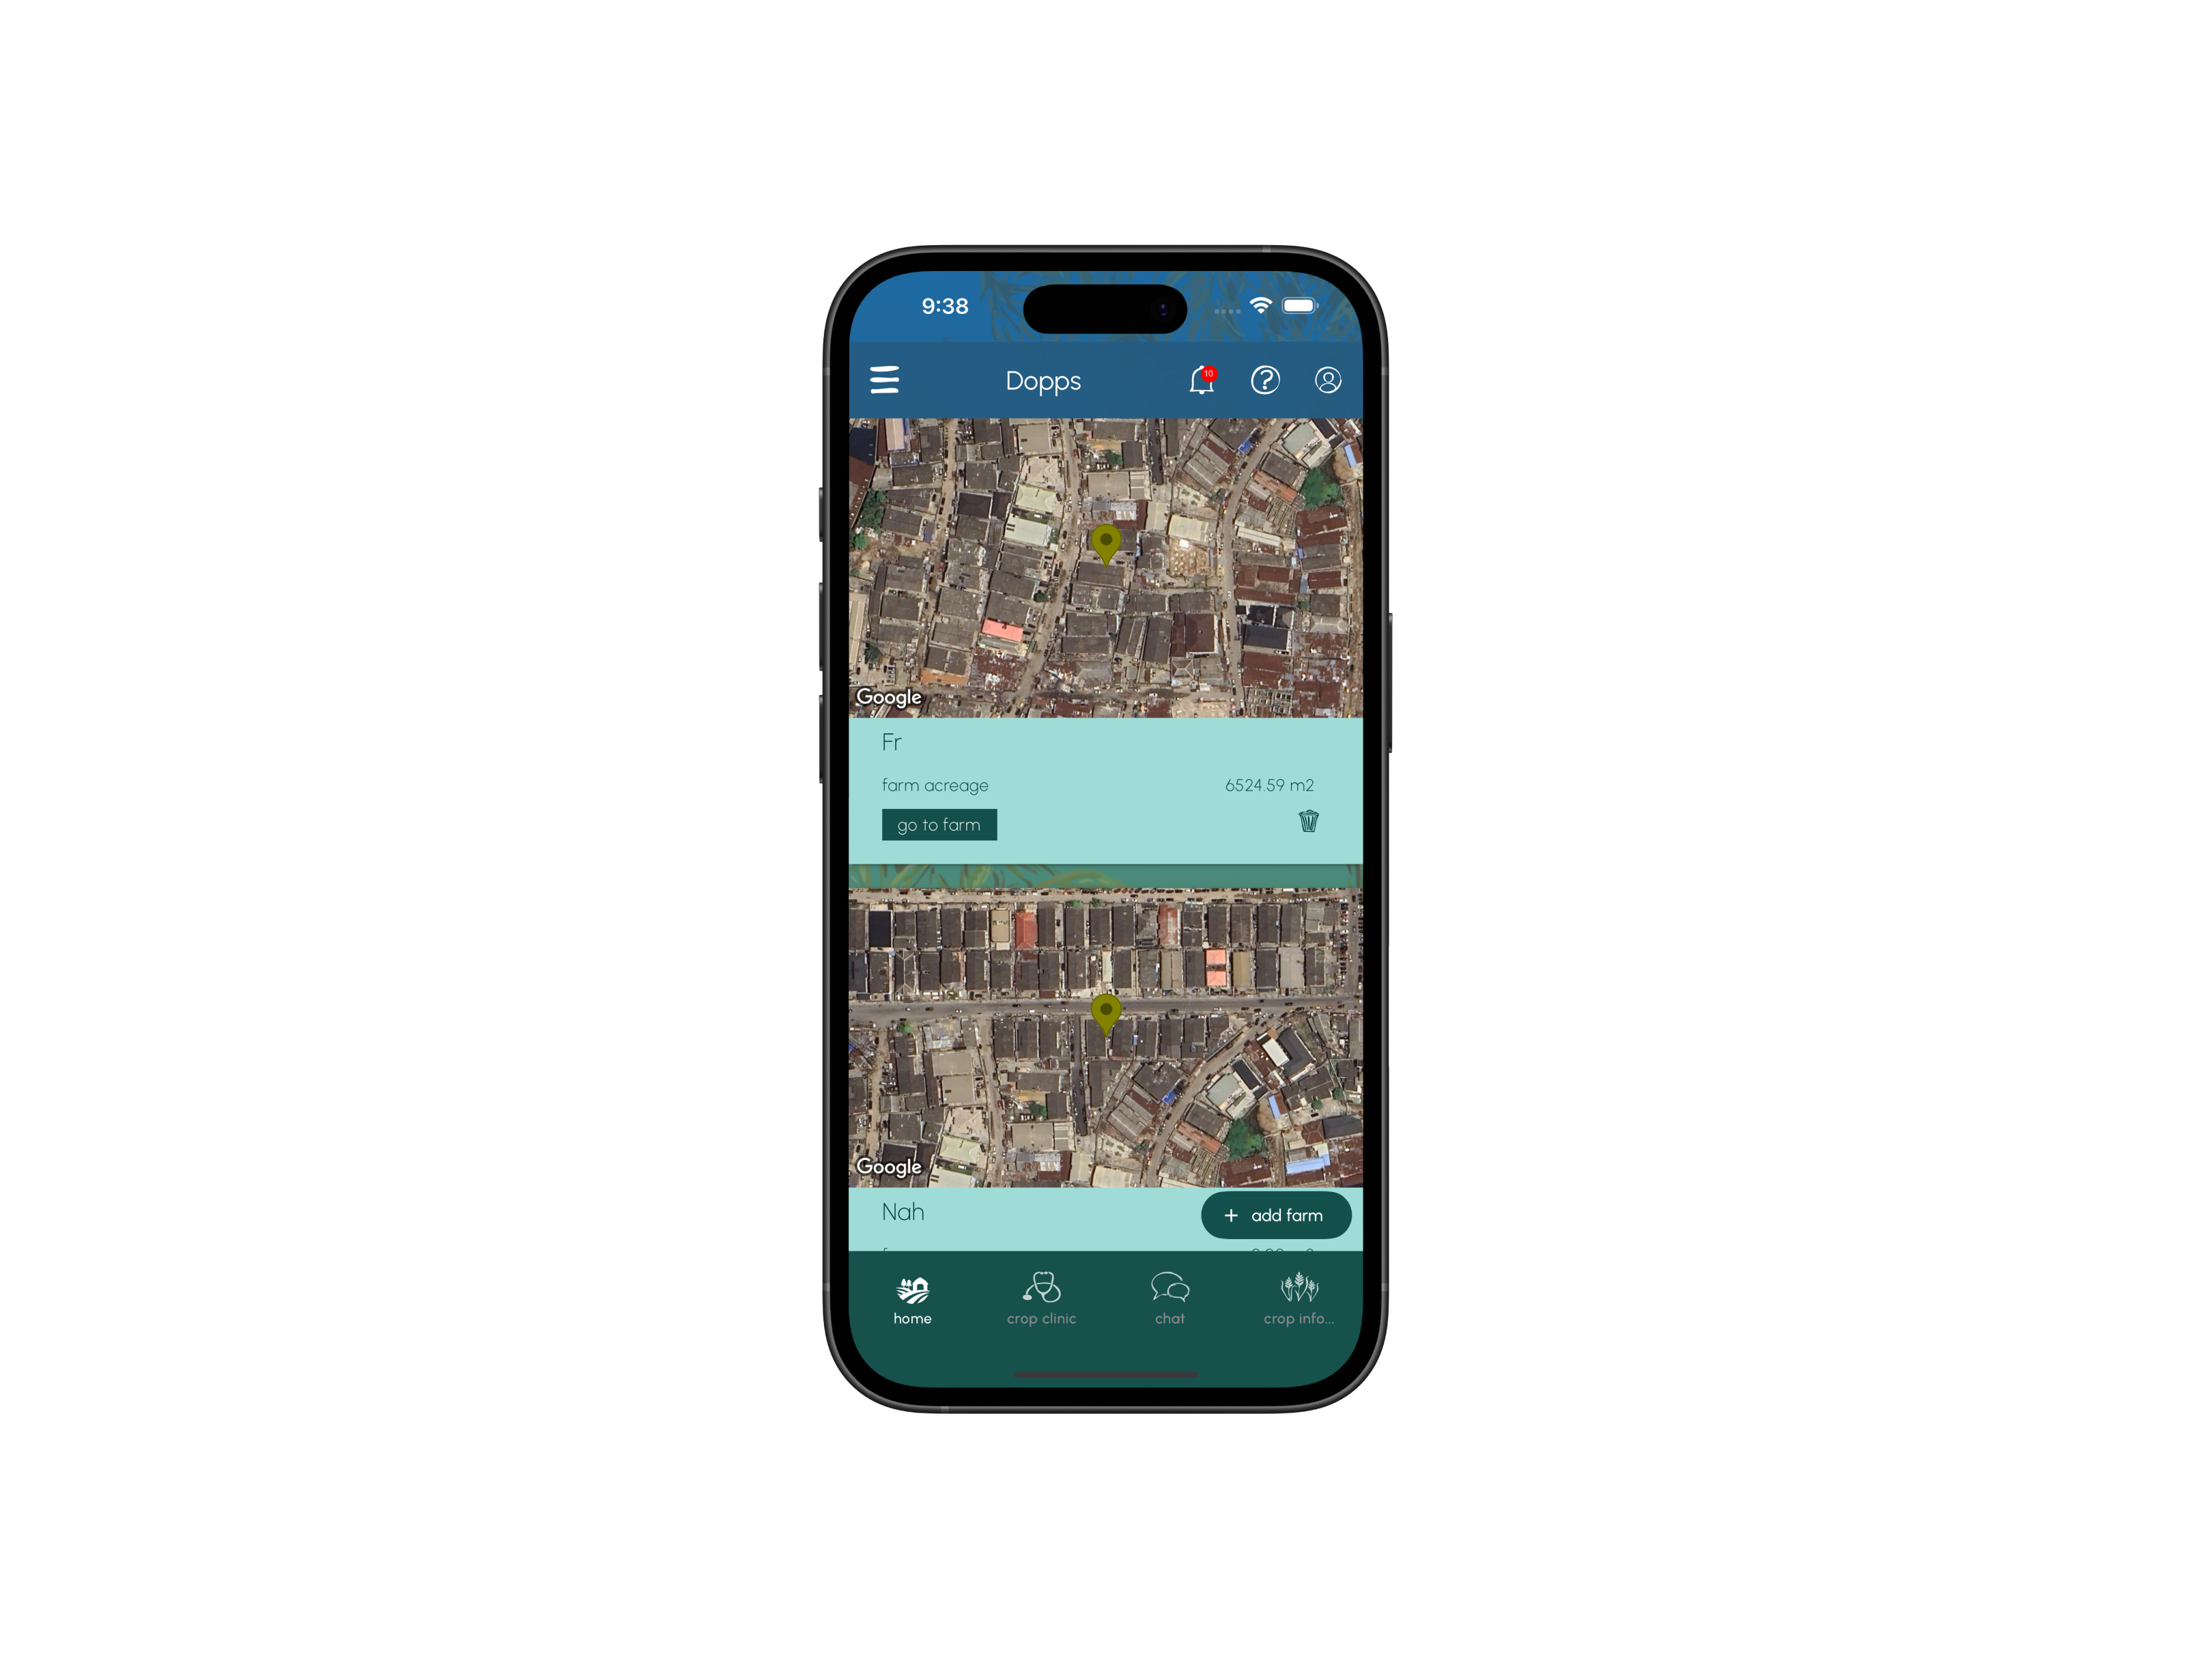 9:38
Dopps
10
Google
Fr
farm acreage 6524.59 m2
go to farm
Google
Nah
+ add farm
home crop clinic chat crop info...